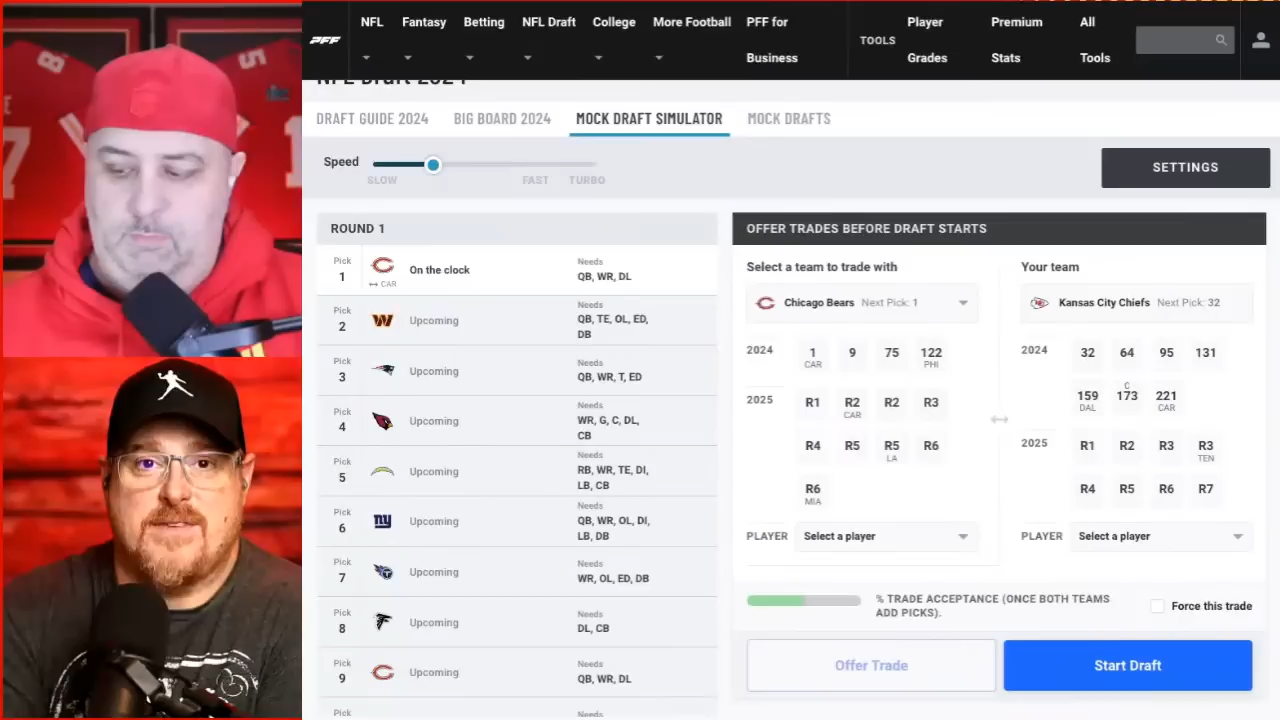 PFF
NFL
Fantasy
Betting
NFL Draft
College
More Football
PFF for
Business
TOOLS
Player
Grades
Premium
Stats
All
Tools
NFL Draft 2024
DRAFT GUIDE 2024
BIG BOARD 2024
MOCK DRAFT SIMULATOR
MOCK DRAFTS
Speed
SLOW
FAST
TURBO
SETTINGS
ROUND 1
Pick
1
↔ CAR
On the clock
Needs
QB, WR, DL
Pick
2
Upcoming
Needs
QB, TE, OL, ED,
DB
Pick
3
Upcoming
Needs
QB, WR, T, ED
Pick
4
Upcoming
Needs
WR, G, C, DL,
CB
Pick
5
Upcoming
Needs
RB, WR, TE, DI,
LB, CB
Pick
6
ny
Upcoming
Needs
QB, WR, OL, DI,
LB, DB
Pick
7
Upcoming
Needs
WR, OL, ED, DB
Pick
8
Upcoming
Needs
DL, CB
Pick
9
Upcoming
Needs
QB, WR, DL
Pick
Needs
OFFER TRADES BEFORE DRAFT STARTS
Select a team to trade with
Chicago Bears Next Pick: 1
2024
1
CAR
9
75
122
PHI
2025
R1
R2
CAR
R2
R3
R4
R5
R5
LA
R6
R6
MIA
PLAYER
Select a player
Your team
Kansas City Chiefs Next Pick: 32
2024
32
64
95
131
159
DAL
C
173
221
CAR
2025
R1
R2
R3
R3
TEN
R4
R5
R6
R7
PLAYER
Select a player
% TRADE ACCEPTANCE (ONCE BOTH TEAMS
ADD PICKS).
Force this trade
Offer Trade
Start Draft